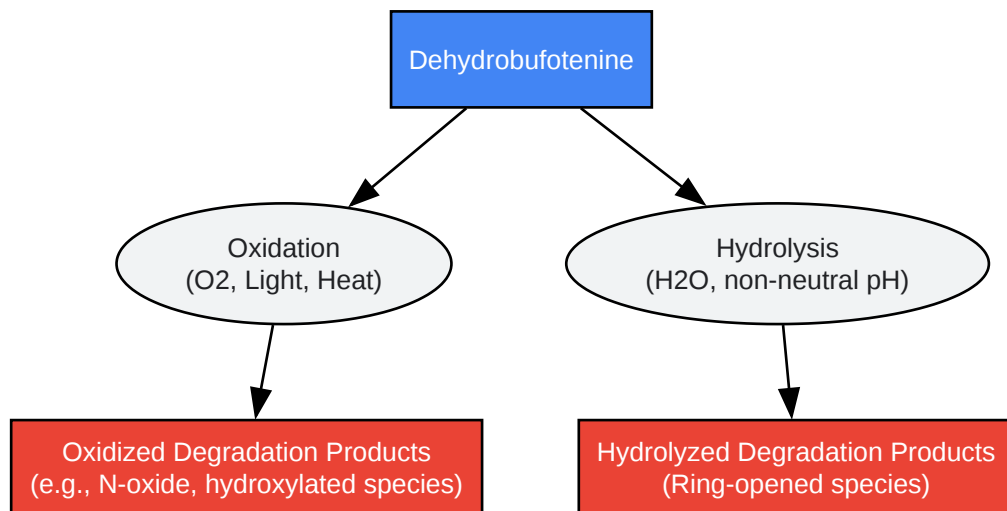 Dehydrobufotenine
Oxidation
(O2, Light, Heat)
Hydrolysis
(H2O, non-neutral pH)
Oxidized Degradation Products
(e.g., N-oxide, hydroxylated species)
Hydrolyzed Degradation Products
(Ring-opened species)